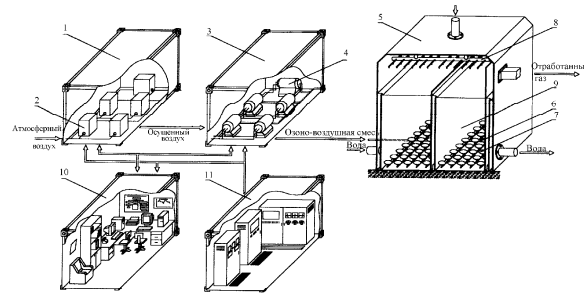 1
2
3
4
5
8
Отработанны
газ
9
6
7
Атмосферный
воздух
Осушенный
воздух
Озоно-воздушная смес
Вода
Вода
10
11